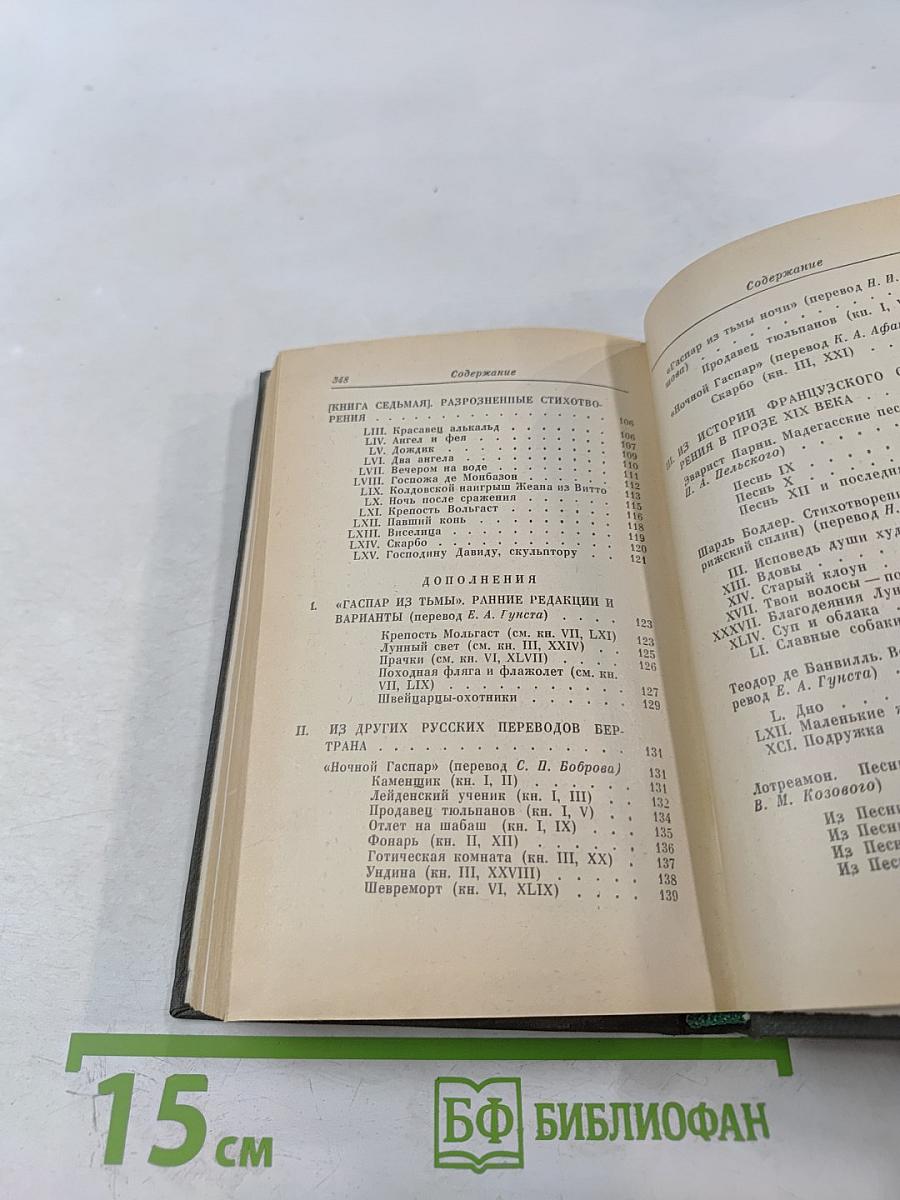 348 Содержание
[КНИГА СЕДЬМАЯ]. РАЗРОЗНЕННЫЕ СТИХОТВО-
РЕНИЯ . . . . . . . . . . . . . . 106
LIII. Красавец алькальд . . . . . . . 106
LIV. Ангел и фея . . . . . . . . . 107
LV. Дождик . . . . . . . . . . . 109
LVI. Два ангела . . . . . . . . . . 110
LVII. Вечером на воде . . . . . . . . 111
LVIII. Госпожа де Монбазон . . . . . . 112
LIX. Колдовской наигрыш Жеана из Витто 113
LX. Ночь после сражения . . . . . . 115
LXI. Крепость Вольгаст . . . . . . . 116
LXII. Павший конь . . . . . . . . . 118
LXIII. Виселица . . . . . . . . . . 119
LXIV. Скарбо . . . . . . . . . . . 120
LXV. Господину Давиду, скульптору . . 121
ДОПОЛНЕНИЯ
I. «ГАСПАР ИЗ ТЬМЫ». РАННИЕ РЕДАКЦИИ И
ВАРИАНТЫ (перевод Е. А. Гунста) . . . . 123
Крепость Мольгаст (см. кн. VII, LXI) 123
Лунный свет (см. кн. III, XXIV) . . . 125
Прачки (см. кн. VI, XLVII) . . . . 126
Походная фляга и флажолет (см. кн.
VII, LIX) . . . . . . . . . . . 127
Швейцарцы-охотники . . . . . . . 129
II. ИЗ ДРУГИХ РУССКИХ ПЕРЕВОДОВ БЕР-
ТРАНА . . . . . . . . . . . . . . 131
«Ночной Гаспар» (перевод С. П. Боброва) 131
Каменщик (кн. I, II) . . . . . . 131
Лейденский ученик (кн. I, III) . . . 132
Продавец тюльпанов (кн. I, V) . . . 134
Отлет на шабаш (кн. I, IX) . . . 135
Фонарь (кн. II, XII) . . . . . . 136
Готическая комната (кн. III, XX) . 137
Ундина (кн. III, XXVIII) . . . . . 138
Шевреморт (кн. VI, XLIX) . . . . 139
Содержание
«Гаспар из тьмы ночи» (перевод Н. И.
шова) . . . . . . . . . . . .
Продавец тюльпанов (кн. I, V
«Ночной Гаспар» (перевод К. А. Афан
Скарбо (кн. III, XXI) . .
III. ИЗ ИСТОРИИ ФРАНЦУЗСКОГО С
РЕНИЯ В ПРОЗЕ XIX ВЕКА . .
Эварист Парни. Мадегасские пес
П. А. Пельского) . . . . .
Песнь IX . . . . . .
Песнь X . . . . . .
Песнь XII и последня
Шарль Бодлер. Стихотворени
рижский сплин) (перевод Н.
III. Исповедь души худ
XIII. Вдовы . . . .
XIV. Старый клоун . . .
XVII. Твои волосы — по
XXXVII. Благодеяния Лун
XLIV. Суп и облака . .
LI. Славные собаки
Теодор де Банвилль. В
ревод Е. А. Гунста) . .
L. Дно . . . . .
LXII. Маленькие
XCI. Подружка
Лотреамон. Песн
В. М. Козового)
Из Песн
Из Песн
Из Песн
Из Пес
15 см
БФ БИБЛИОФАН